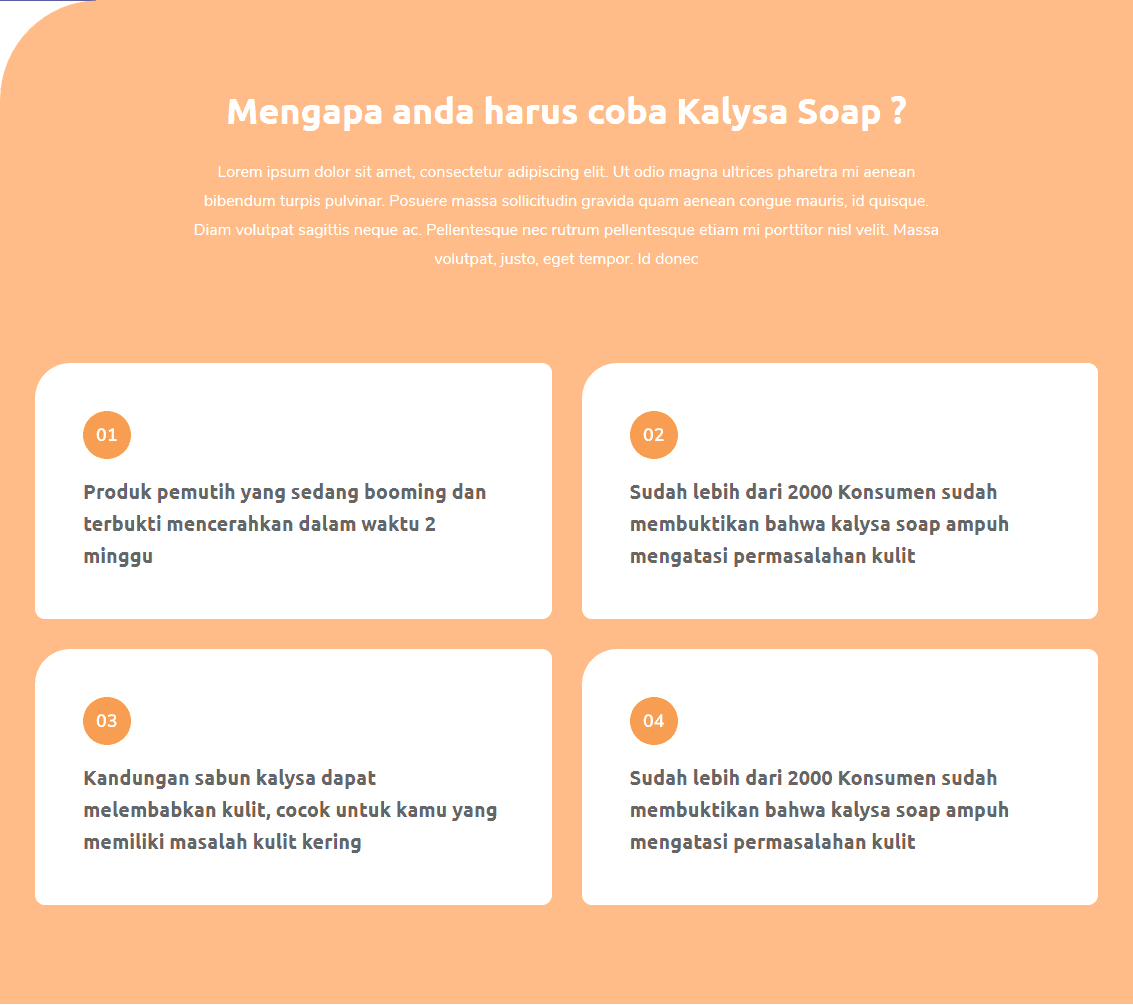 Mengapa anda harus coba Kalysa Soap ?
Lorem ipsum dolor sit amet, consectetur adipiscing elit. Ut odio magna ultrices pharetra mi aenean
bibendum turpis pulvinar. Posuere massa sollicitudin gravida quam aenean congue mauris, id quisque.
Diam volutpat sagittis neque ac. Pellentesque nec rutrum pellentesque etiam mi porttitor nisl velit. Massa
volutpat, justo, eget tempor. Id donec
01
Produk pemutih yang sedang booming dan
terbukti mencerahkan dalam waktu 2
minggu
02
Sudah lebih dari 2000 Konsumen sudah
membuktikan bahwa kalysa soap ampuh
mengatasi permasalahan kulit
03
Kandungan sabun kalysa dapat
melembabkan kulit, cocok untuk kamu yang
memiliki masalah kulit kering
04
Sudah lebih dari 2000 Konsumen sudah
membuktikan bahwa kalysa soap ampuh
mengatasi permasalahan kulit